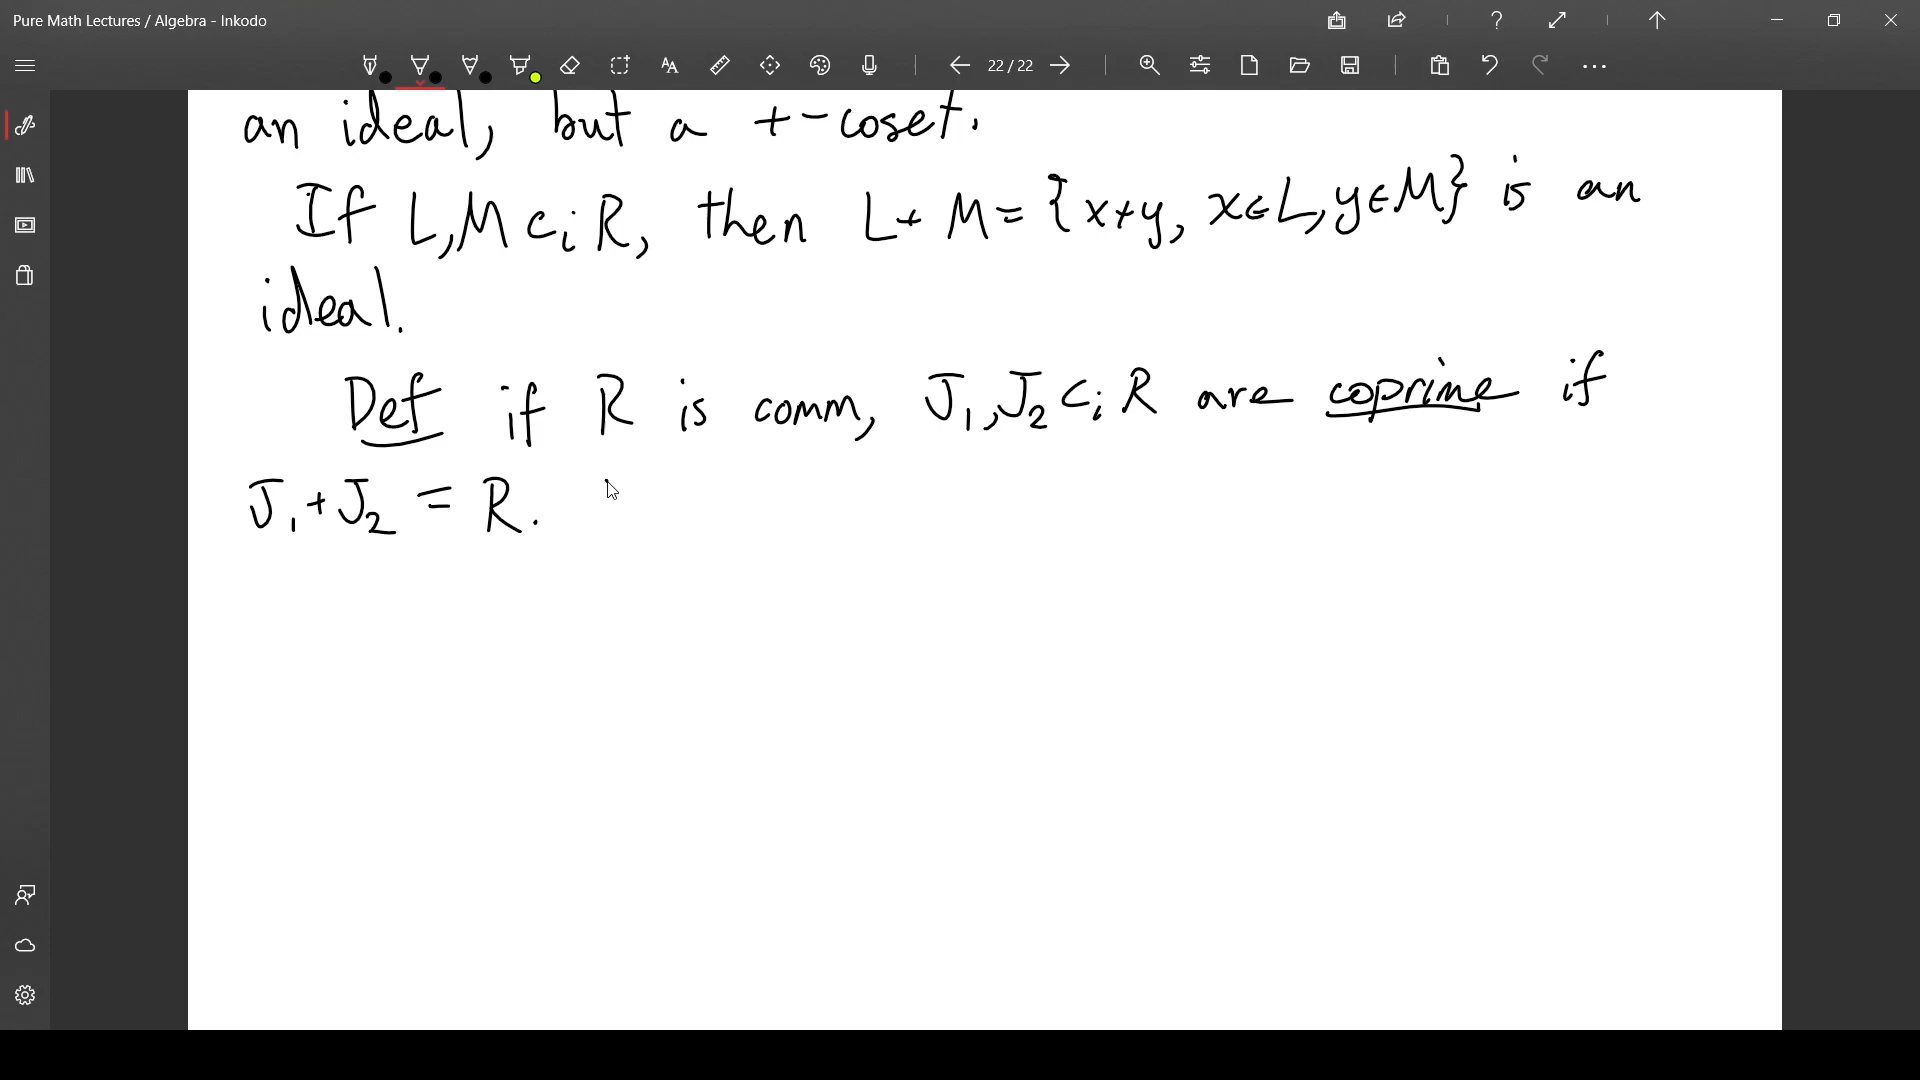 Pure Math Lectures / Algebra - Inkodo
22 / 22
an ideal, but a +-coset.
If L, M ⊂ᵢ R, then L + M = {x+y, x∈L, y∈M} is an
ideal.
Def if R is comm, J₁, J₂ ⊂ᵢ R are coprime if
J₁ + J₂ = R.